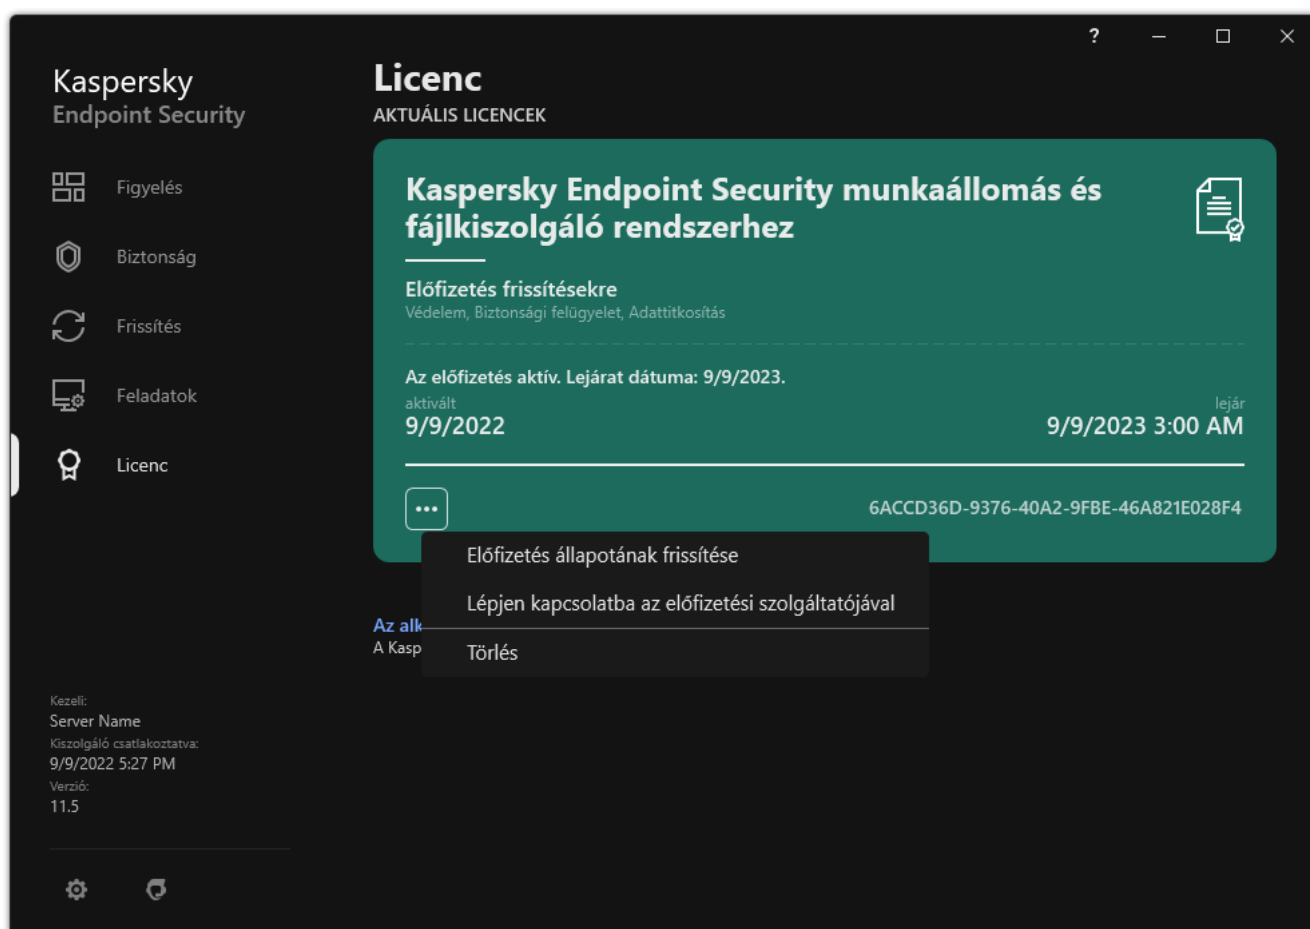 ?
Kaspersky
Endpoint Security
Figyelés
Biztonság
Frissítés
Feladatok
Licenc
Kezeli:
Server Name
Kiszolgáló csatlakoztatva:
9/9/2022 5:27 PM
Verzió:
11.5
Licenc
AKTUÁLIS LICENCEK
Kaspersky Endpoint Security munkaállomás és
fájlkiszolgáló rendszerhez
Előfizetés frissítésekre
Védelem, Biztonsági felügyelet, Adattitkosítás
Az előfizetés aktív. Lejárat dátuma: 9/9/2023.
aktivált lejár
9/9/2022 9/9/2023 3:00 AM
6ACCD36D-9376-40A2-9FBE-46A821E028F4
Előfizetés állapotának frissítése
Lépjen kapcsolatba az előfizetési szolgáltatójával
Törlés
Az alk
A Kasp